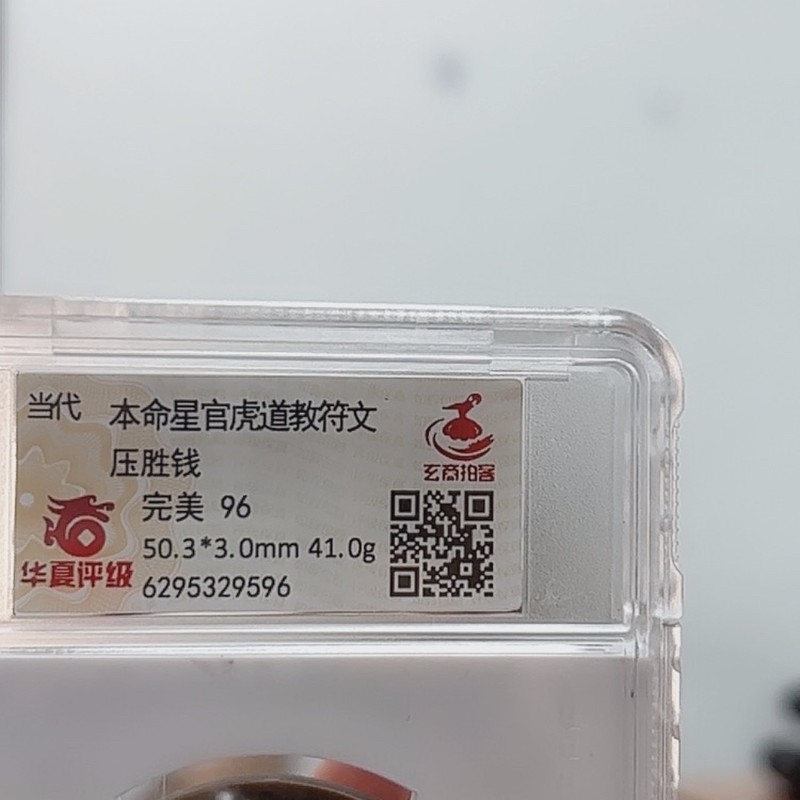 当代 本命星官虎道教符文
压胜钱
完美 96
50.3*3.0mm 41.0g
6295329596
华夏评级
玄商拍客